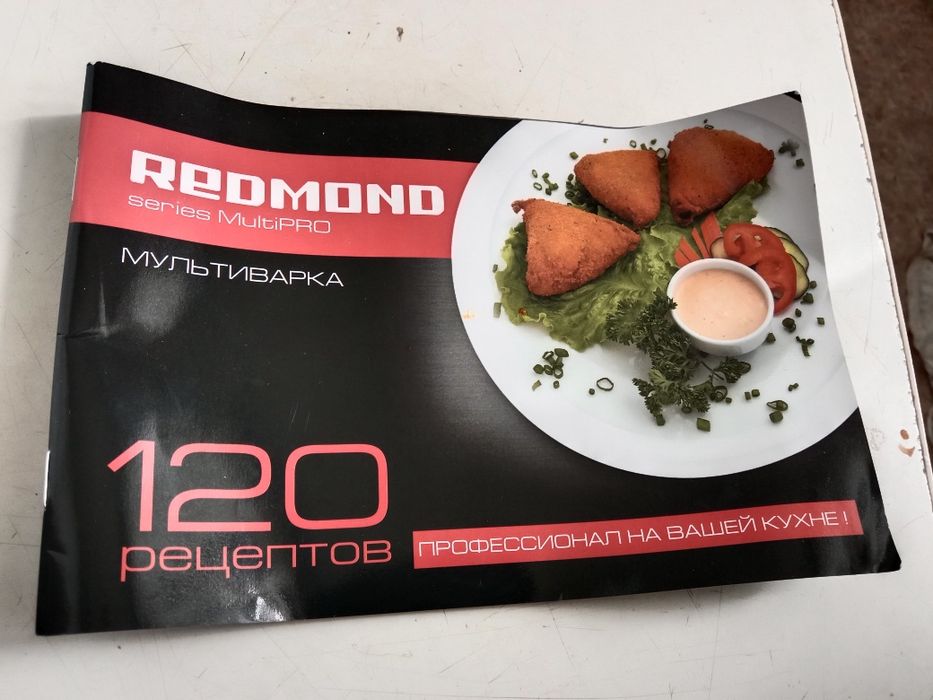 REDMOND
series MultiPRO
МУЛЬТИВАРКА
120
рецептов
ПРОФЕССИОНАЛ НА ВАШЕЙ КУХНЕ !